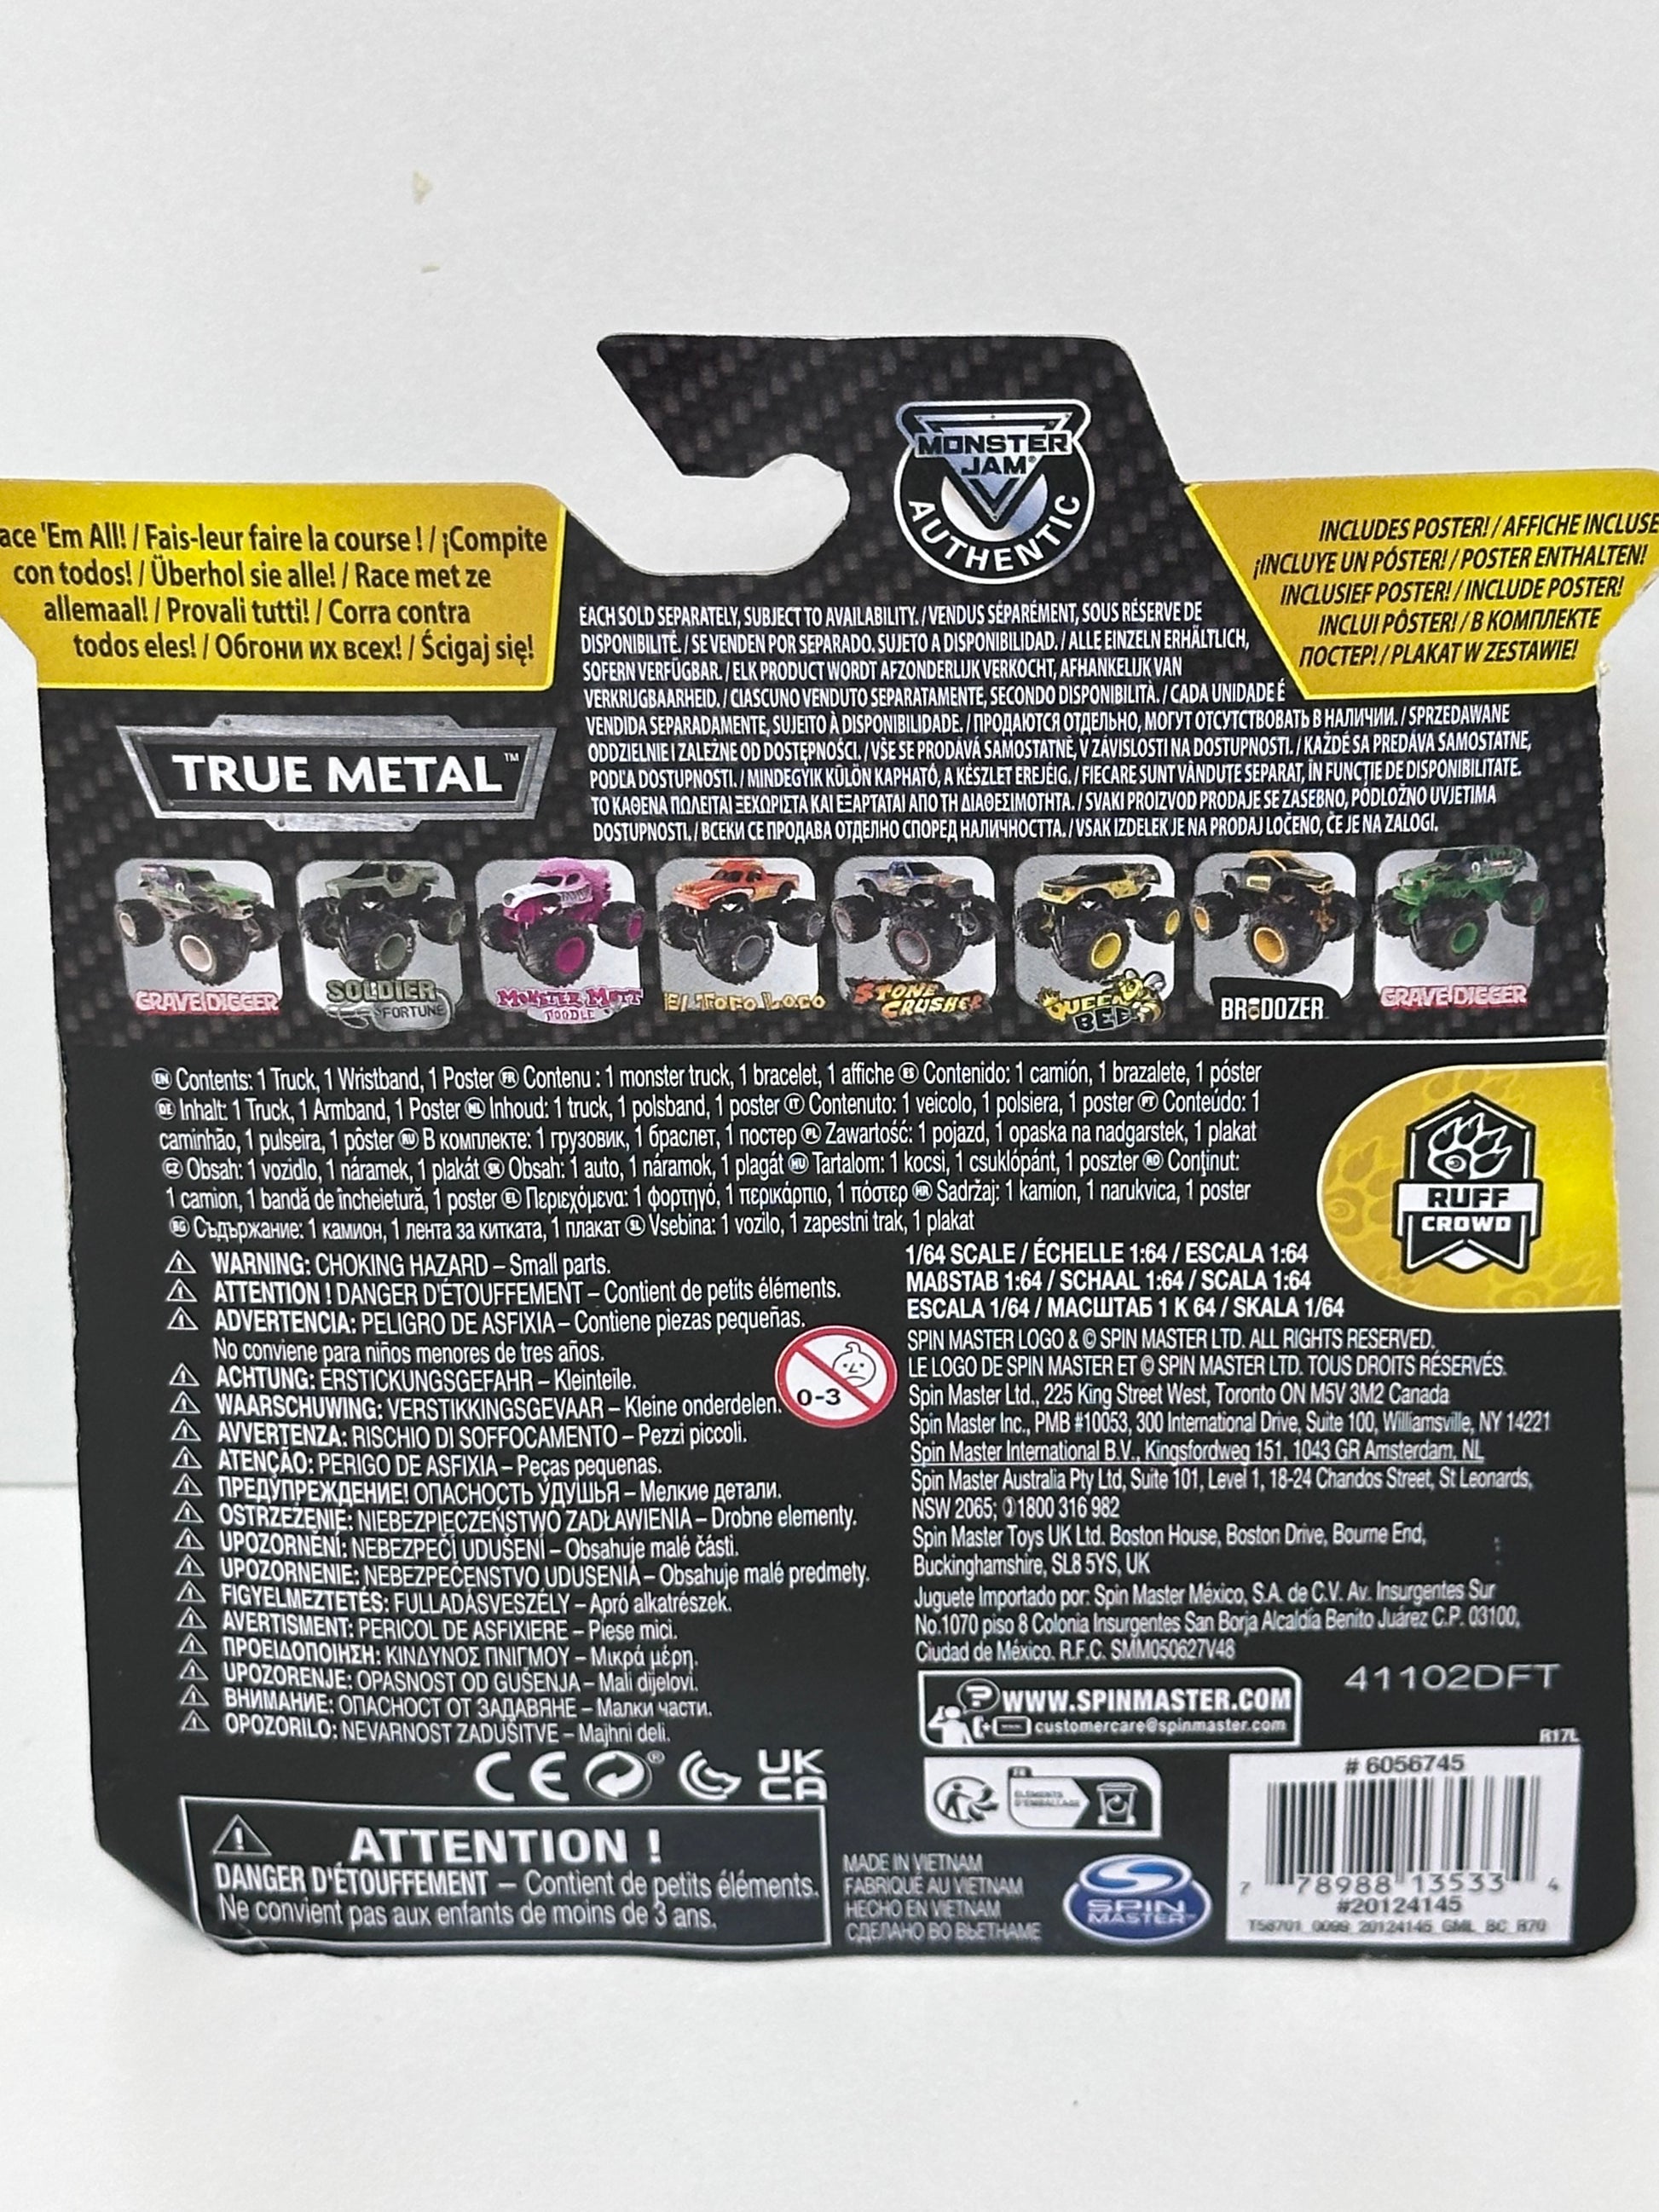 MONSTER
JAM
AUTHENTIC
ace 'Em All! / Fais-leur faire la course ! / ¡Compite
con todos! / Überhol sie alle! / Race met ze
allemaal! / Provali tutti! / Corra contra
todos eles! / Обгони их всех! / Ścigaj się!
INCLUDES POSTER! / AFFICHE INCLUSE
¡INCLUYE UN PÓSTER! / POSTER ENTHALTEN!
INCLUSIEF POSTER! / INCLUDE POSTER!
INCLUI PÔSTER! / В КОМПЛЕКТЕ
ПОСТЕР! / PLAKAT W ZESTAWIE!
EACH SOLD SEPARATELY, SUBJECT TO AVAILABILITY. / VENDUS SÉPARÉMENT, SOUS RÉSERVE DE
DISPONIBILITÉ. / SE VENDEN POR SEPARADO. SUJETO A DISPONIBILIDAD. / ALLE EINZELN ERHÄLTLICH,
SOFERN VERFÜGBAR. / ELK PRODUCT WORDT AFZONDERLIJK VERKOCHT, AFHANKELIJK VAN
VERKRIJGBAARHEID. / CIASCUNO VENDUTO SEPARATAMENTE, SECONDO DISPONIBILITÀ. / CADA UNIDADE É
VENDIDA SEPARADAMENTE, SUJEITO À DISPONIBILIDADE. / ПРОДАЮТСЯ ОТДЕЛЬНО, МОГУТ ОТСУТСТВОВАТЬ В НАЛИЧИИ. / SPRZEDAWANE
ODDZIELNIE I ZALEŻNE OD DOSTĘPNOŚCI. / VŠE SE PRODÁVÁ SAMOSTATNĚ, V ZÁVISLOSTI NA DOSTUPNOSTI. / KAŽDÉ SA PREDÁVA SAMOSTATNE,
PODĽA DOSTUPNOSTI. / MINDEGYIK KÜLÖN KAPHATÓ, A KÉSZLET EREJÉIG. / FIECARE SUNT VÂNDUTE SEPARAT, ÎN FUNCȚIE DE DISPONIBILITATE.
ΤΟ ΚΑΘΕΝΑ ΠΩΛΕΙΤΑΙ ΞΕΧΩΡΙΣΤΑ ΚΑΙ ΕΞΑΡΤΑΤΑΙ ΑΠΟ ΤΗ ΔΙΑΘΕΣΙΜΟΤΗΤΑ. / SVAKI PROIZVOD PRODAJE SE ZASEBNO, PODLOŽNO UVJETIMA
DOSTUPNOSTI. / ВСЕКИ СЕ ПРОДАВА ОТДЕЛНО СПОРЕД НАЛИЧНОСТТА. / VSAK IZDELEK JE NA PRODAJ LOČENO, ČE JE NA ZALOGI.
TRUE METAL™
GRAVE DIGGER
SOLDIER
FORTUNE
MONSTER MUTT
POODLE
EL TORO LOCO
STONE
CRUSHER
QUEEN
BEE
BRODOZER
GRAVE DIGGER
EN Contents: 1 Truck, 1 Wristband, 1 Poster FR Contenu : 1 monster truck, 1 bracelet, 1 affiche ES Contenido: 1 camión, 1 brazalete, 1 póster
DE Inhalt: 1 Truck, 1 Armband, 1 Poster NL Inhoud: 1 truck, 1 polsband, 1 poster IT Contenuto: 1 veicolo, 1 polsiera, 1 poster PT Conteúdo: 1
caminhão, 1 pulseira, 1 pôster RU В комплекте: 1 грузовик, 1 браслет, 1 постер PL Zawartość: 1 pojazd, 1 opaska na nadgarstek, 1 plakat
CZ Obsah: 1 vozidlo, 1 náramek, 1 plakát SK Obsah: 1 auto, 1 náramok, 1 plagát HU Tartalom: 1 kocsi, 1 csuklópánt, 1 poszter RO Conținut:
1 camion, 1 bandă de încheietură, 1 poster EL Περιεχόμενα: 1 φορτηγό, 1 περικάρπιο, 1 πόστερ HR Sadržaj: 1 kamion, 1 narukvica, 1 poster
BG Съдържание: 1 камион, 1 лента за китката, 1 плакат SL Vsebina: 1 vozilo, 1 zapestni trak, 1 plakat
RUFF
CROWD
WARNING: CHOKING HAZARD – Small parts.
ATTENTION ! DANGER D'ÉTOUFFEMENT – Contient de petits éléments.
ADVERTENCIA: PELIGRO DE ASFIXIA – Contiene piezas pequeñas.
No conviene para niños menores de tres años.
ACHTUNG: ERSTICKUNGSGEFAHR – Kleinteile.
WAARSCHUWING: VERSTIKKINGSGEVAAR – Kleine onderdelen.
AVVERTENZA: RISCHIO DI SOFFOCAMENTO – Pezzi piccoli.
ATENÇÃO: PERIGO DE ASFIXIA – Peças pequenas.
ПРЕДУПРЕЖДЕНИЕ! ОПАСНОСТЬ УДУШЬЯ – Мелкие детали.
OSTRZEŻENIE: NIEBEZPIECZEŃSTWO ZADŁAWIENIA – Drobne elementy.
UPOZORNĚNÍ: NEBEZPEČÍ UDUŠENÍ – Obsahuje malé části.
UPOZORNENIE: NEBEZPEČENSTVO UDUSENIA – Obsahuje malé predmety.
FIGYELMEZTETÉS: FULLADÁSVESZÉLY – Apró alkatrészek.
AVERTISMENT: PERICOL DE ASFIXIERE – Piese mici.
ΠΡΟΕΙΔΟΠΟΙΗΣΗ: ΚΙΝΔΥΝΟΣ ΠΝΙΓΜΟΥ – Μικρά μέρη.
UPOZORENJE: OPASNOST OD GUŠENJA – Mali dijelovi.
ВНИМАНИЕ: ОПАСНОСТ ОТ ЗАДАВЯНЕ – Малки части.
OPOZORILO: NEVARNOST ZADUŠITVE – Majhni deli.
0-3
1/64 SCALE / ÉCHELLE 1:64 / ESCALA 1:64
MAßSTAB 1:64 / SCHAAL 1:64 / SCALA 1:64
ESCALA 1/64 / МАСШТАБ 1 К 64 / SKALA 1/64
SPIN MASTER LOGO & © SPIN MASTER LTD. ALL RIGHTS RESERVED.
LE LOGO DE SPIN MASTER ET © SPIN MASTER LTD. TOUS DROITS RÉSERVÉS.
Spin Master Ltd., 225 King Street West, Toronto ON M5V 3M2 Canada
Spin Master Inc., PMB #10053, 300 International Drive, Suite 100, Williamsville, NY 14221
Spin Master International B.V., Kingsfordweg 151, 1043 GR Amsterdam, NL
Spin Master Australia Pty Ltd, Suite 101, Level 1, 18-24 Chandos Street, St Leonards,
NSW 2065; 1800 316 982
Spin Master Toys UK Ltd. Boston House, Boston Drive, Bourne End,
Buckinghamshire, SL8 5YS, UK
Juguete Importado por: Spin Master México, S.A. de C.V. Av. Insurgentes Sur
No.1070 piso 8 Colonia Insurgentes San Borja Alcaldía Benito Juárez C.P. 03100,
Ciudad de México. R.F.C. SMM050627V48
WWW.SPINMASTER.COM
customercare@spinmaster.com
41102DFT
R17L
CE UK
CA
ATTENTION !
DANGER D'ÉTOUFFEMENT – Contient de petits éléments.
Ne convient pas aux enfants de moins de 3 ans.
FR
ÉLÉMENTS
D'EMBALLAGE
MADE IN VIETNAM
FABRIQUÉ AU VIETNAM
HECHO EN VIETNAM
СДЕЛАНО ВО ВЬЕТНАМЕ
SPIN
MASTER™
# 6056745
7 78988 13533 4
#20124145
T58701_0099_20124145_GML_BC_R70